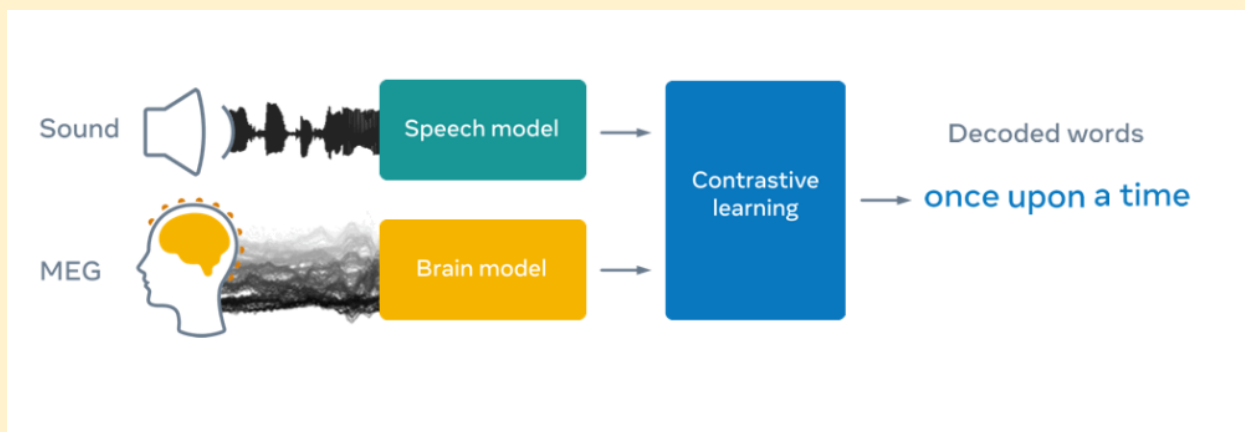 Sound
Speech model
MEG
Brain model
Contrastive
learning
Decoded words
once upon a time